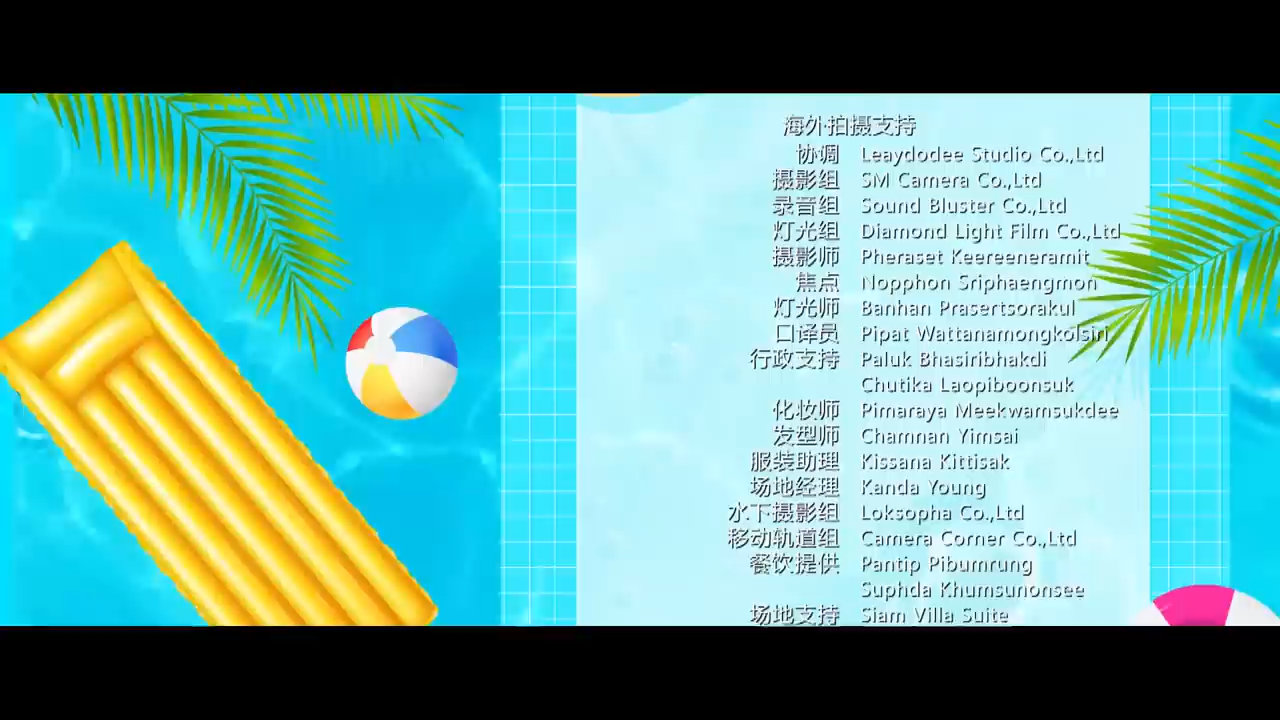 海外拍摄支持
协调 Leaydodee Studio Co.,Ltd
摄影组 SM Camera Co.,Ltd
录音组 Sound Bluster Co.,Ltd
灯光组 Diamond Light Film Co.,Ltd
摄影师 Pheraset Keereeneramit
焦点 Nopphon Sriphaengmon
灯光师 Banhan Prasertsorakul
口译员 Pipat Wattanamongkolsiri
行政支持 Paluk Bhasiribhakdi
Chutika Laopiboonsuk
化妆师 Pimaraya Meekwamsukdee
发型师 Chamnan Yimsai
服装助理 Kissana Kittisak
场地经理 Kanda Young
水下摄影组 Loksopha Co.,Ltd
移动轨道组 Camera Corner Co.,Ltd
餐饮提供 Pantip Pibumrung
Suphda Khumsunonsee
场地支持 Siam Villa Suite